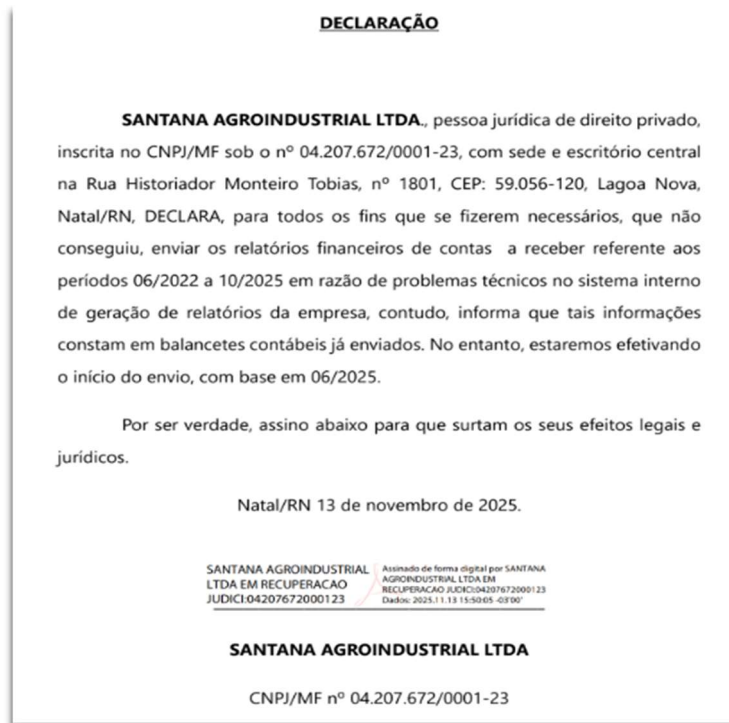 DECLARAÇÃO
SANTANA AGROINDUSTRIAL LTDA., pessoa jurídica de direito privado,
inscrita no CNPJ/MF sob o nº 04.207.672/0001-23, com sede e escritório central
na Rua Historiador Monteiro Tobias, nº 1801, CEP: 59.056-120, Lagoa Nova,
Natal/RN, DECLARA, para todos os fins que se fizerem necessários, que não
conseguiu, enviar os relatórios financeiros de contas a receber referente aos
períodos 06/2022 a 10/2025 em razão de problemas técnicos no sistema interno
de geração de relatórios da empresa, contudo, informa que tais informações
constam em balancetes contábeis já enviados. No entanto, estaremos efetivando
o início do envio, com base em 06/2025.
Por ser verdade, assino abaixo para que surtam os seus efeitos legais e
jurídicos.
Natal/RN 13 de novembro de 2025.
SANTANA AGROINDUSTRIAL
LTDA EM RECUPERACAO
JUDICI:04207672000123
Assinado de forma digital por SANTANA
AGROINDUSTRIAL LTDA EM
RECUPERACAO JUDICI:04207672000123
Dados: 2025.11.13 15:50:05 -03'00'
SANTANA AGROINDUSTRIAL LTDA
CNPJ/MF nº 04.207.672/0001-23